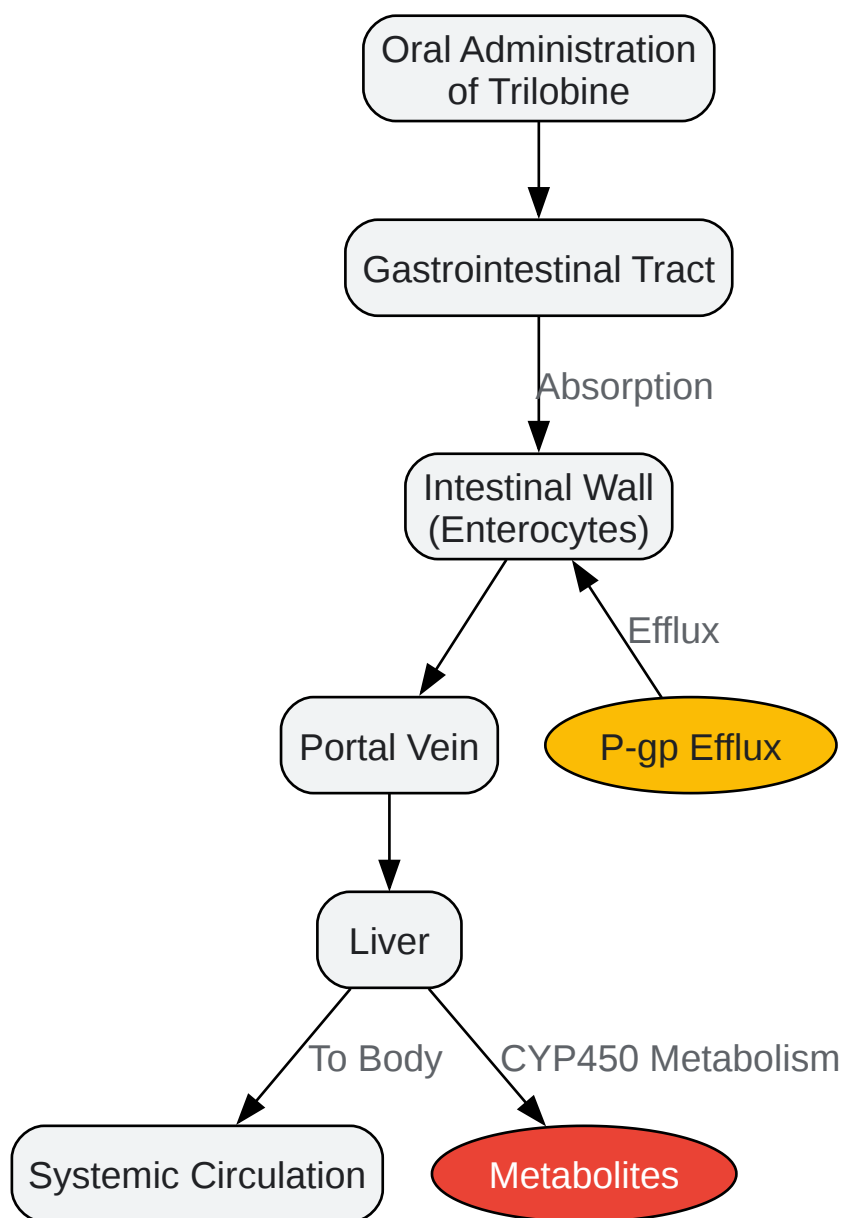 Oral Administration
of Trilobine
Gastrointestinal Tract
Absorption
Intestinal Wall
(Enterocytes)
Efflux
Portal Vein
P-gp Efflux
Liver
To Body
CYP450 Metabolism
Systemic Circulation
Metabolites